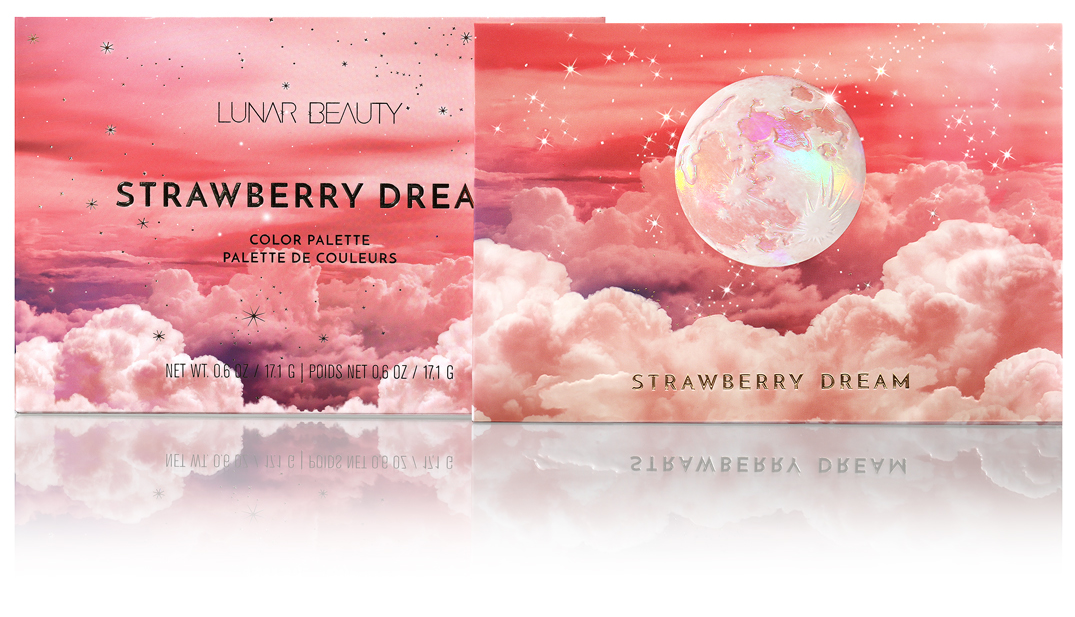 LUNAR BEAUTY
STRAWBERRY DREA
COLOR PALETTE
PALETTE DE COULEURS
NET WT. 0.6 OZ / 17.1 G | POIDS NET 0.6 OZ / 17.1 G
STRAWBERRY DREAM